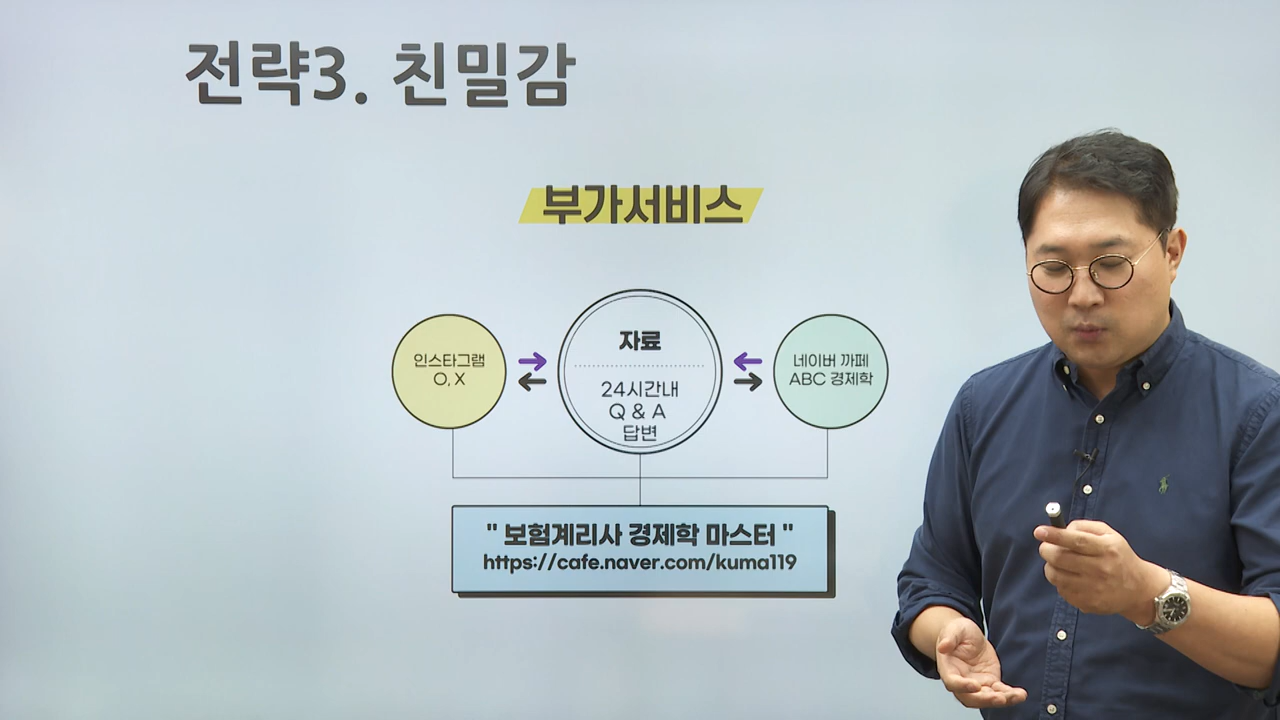 전략3. 친밀감
부가서비스
인스타그램
O, X
자료
24시간내
Q & A
답변
네이버 까페
ABC 경제학
" 보험계리사 경제학 마스터 "
https://cafe.naver.com/kuma119